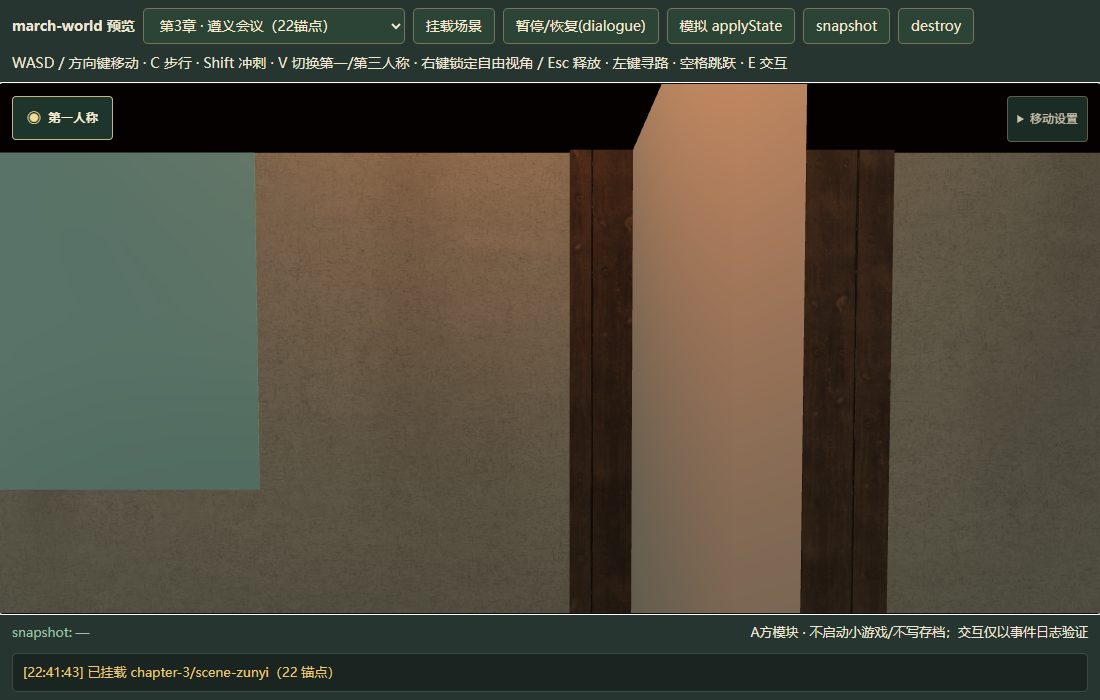 march-world 预览
第3章 · 遵义会议（22锚点）
挂载场景
暂停/恢复(dialogue)
模拟 applyState
snapshot
destroy
WASD / 方向键移动 · C 步行 · Shift 冲刺 · V 切换第一/第三人称 · 右键锁定自由视角 / Esc 释放 · 左键寻路 · 空格跳跃 · E 交互
◉ 第一人称
▶ 移动设置
snapshot: —
A方模块 · 不启动小游戏/不写存档；交互仅以事件日志验证
[22:41:43] 已挂载 chapter-3/scene-zunyi（22 锚点）